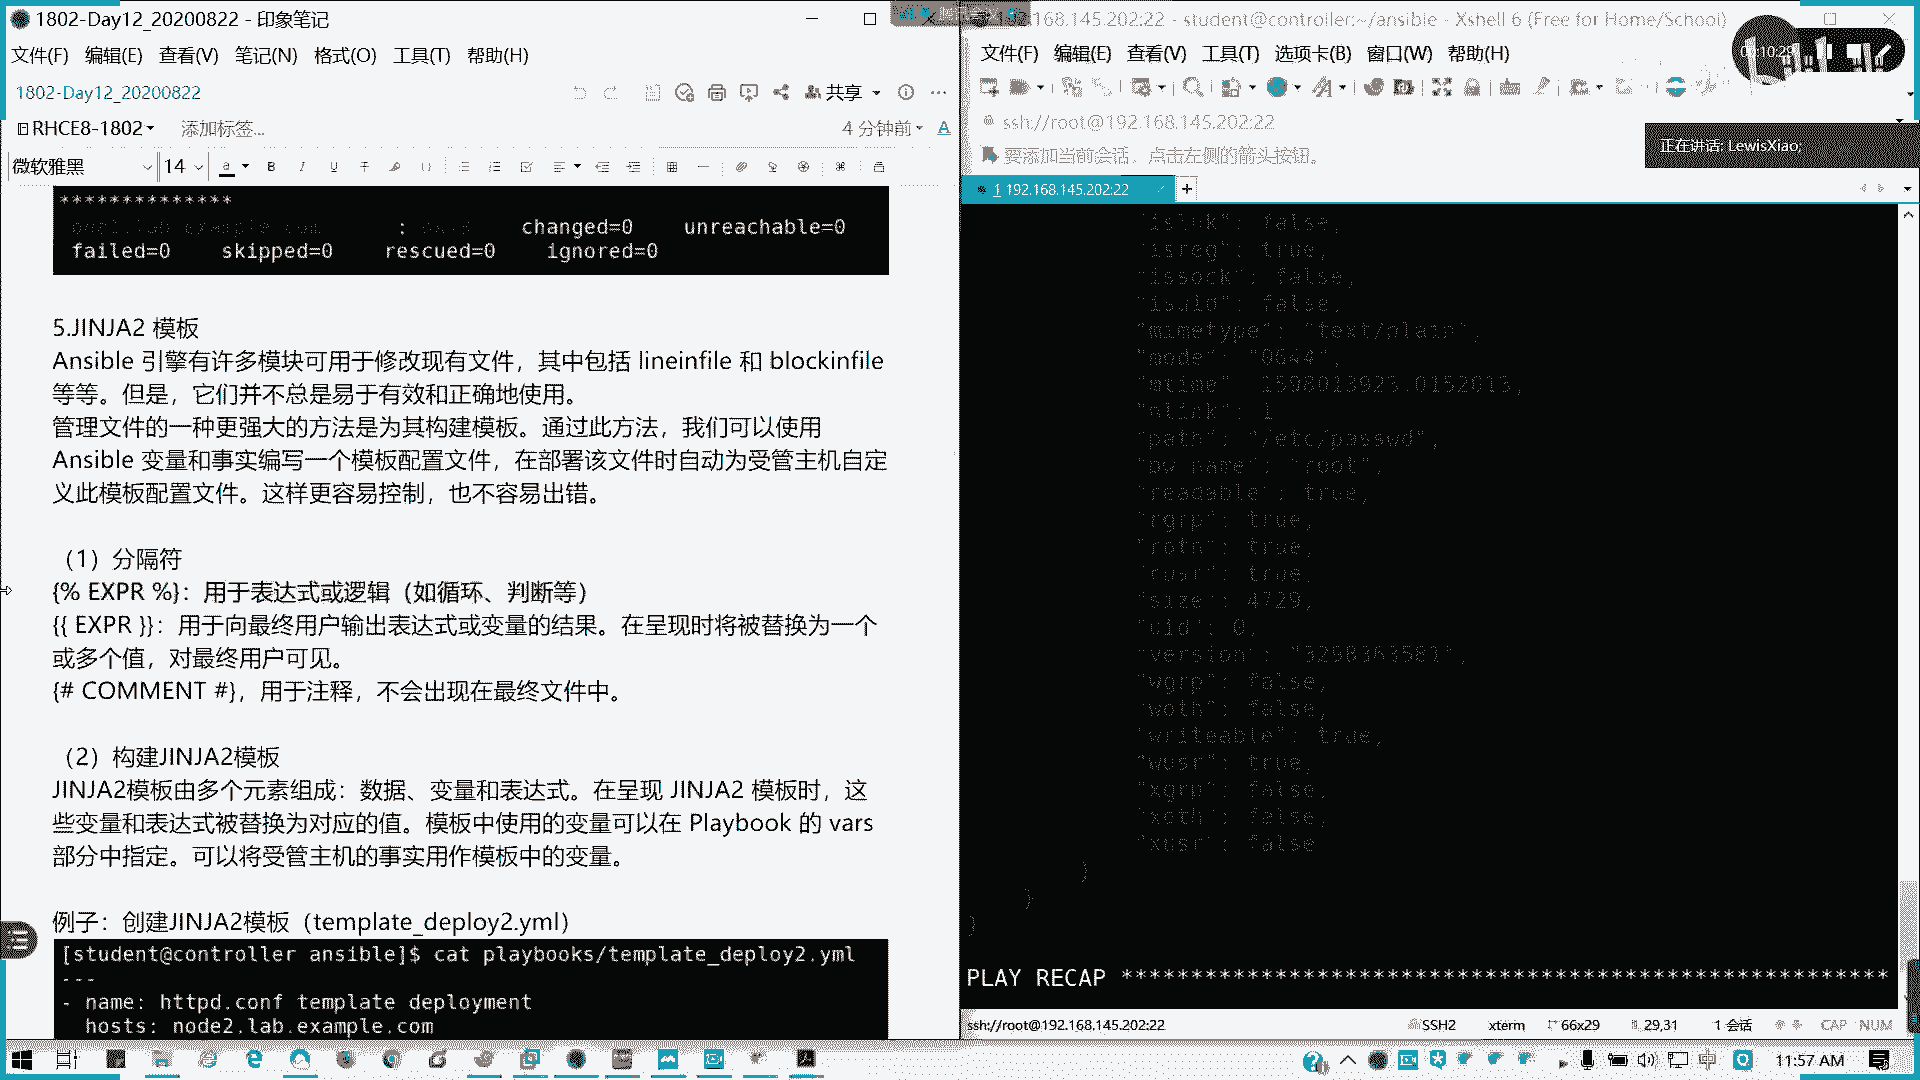 1802-Day12_20200822 - 印象笔记
文件(F) 编辑(E) 查看(V) 笔记(N) 格式(O) 工具(T) 帮助(H)
1802-Day12_20200822
共享
RHCE8-1802
添加标签...
4 分钟前
微软雅黑 14
**************
: changed=0 unreachable=0
failed=0 skipped=0 rescued=0 ignored=0
5.JINJA2 模板
Ansible 引擎有许多模块可用于修改现有文件，其中包括 lineinfile 和 blockinfile
等等。但是，它们并不总是易于有效和正确地使用。
管理文件的一种更强大的方法是为其构建模板。通过此方法，我们可以使用
Ansible 变量和事实编写一个模板配置文件，在部署该文件时自动为受管主机自定
义此模板配置文件。这样更容易控制，也不容易出错。
（1）分隔符
{% EXPR %}：用于表达式或逻辑（如循环、判断等）
{{ EXPR }}：用于向最终用户输出表达式或变量的结果。在呈现时将被替换为一个
或多个值，对最终用户可见。
{# COMMENT #}，用于注释，不会出现在最终文件中。
（2）构建JINJA2模板
JINJA2模板由多个元素组成：数据、变量和表达式。在呈现 JINJA2 模板时，这
些变量和表达式被替换为对应的值。模板中使用的变量可以在 Playbook 的 vars
部分中指定。可以将受管主机的事实用作模板中的变量。
例子：创建JINJA2模板（template_deploy2.yml）
[student@controller ansible]$ cat playbooks/template_deploy2.yml
---
- name: httpd.conf template deployment
hosts: node2.lab.example.com
192.168.145.202:22 - student@controller:~/ansible - Xshell 6 (Free for Home/School)
文件(F) 编辑(E) 查看(V) 工具(T) 选项卡(B) 窗口(W) 帮助(H)
10:29
ssh://root@192.168.145.202:22
要添加当前会话，点击左侧的箭头按钮。
正在讲话: LewisXiao;
1 192.168.145.202:22
"islnk": false,
"isreg": true,
"issock": false,
"isuid": false,
"mimetype": "text/plain",
"mode": "0644",
"mtime": 1598013923.0152013,
"nlink": 1
"path": "/etc/passwd",
"pw_name": "root",
"readable": true,
"rgrp": true,
"roth": true,
"rusr": true,
"size": 4729,
"uid": 0,
"version": "3298363581",
"wgrp": false,
"woth": false,
"writeable": true,
"wusr": true,
"xgrp": false,
"xoth": false,
"xusr": false
}
}
}
PLAY RECAP *******************************************************
ssh://root@192.168.145.202:22 SSH2 xterm 66x29 29,31 1 会话 CAP NUM
中 11:57 AM